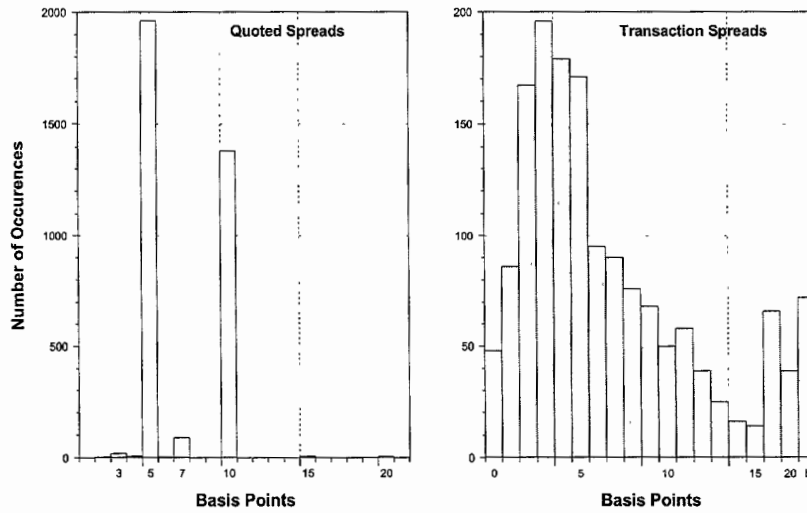 Quoted Spreads
Number of Occurences
2000
1500
1000
500
0
3 5 7 10 15 20
Basis Points
Transaction Spreads
200
150
100
50
0
0 5 10 15 20
Basis Points